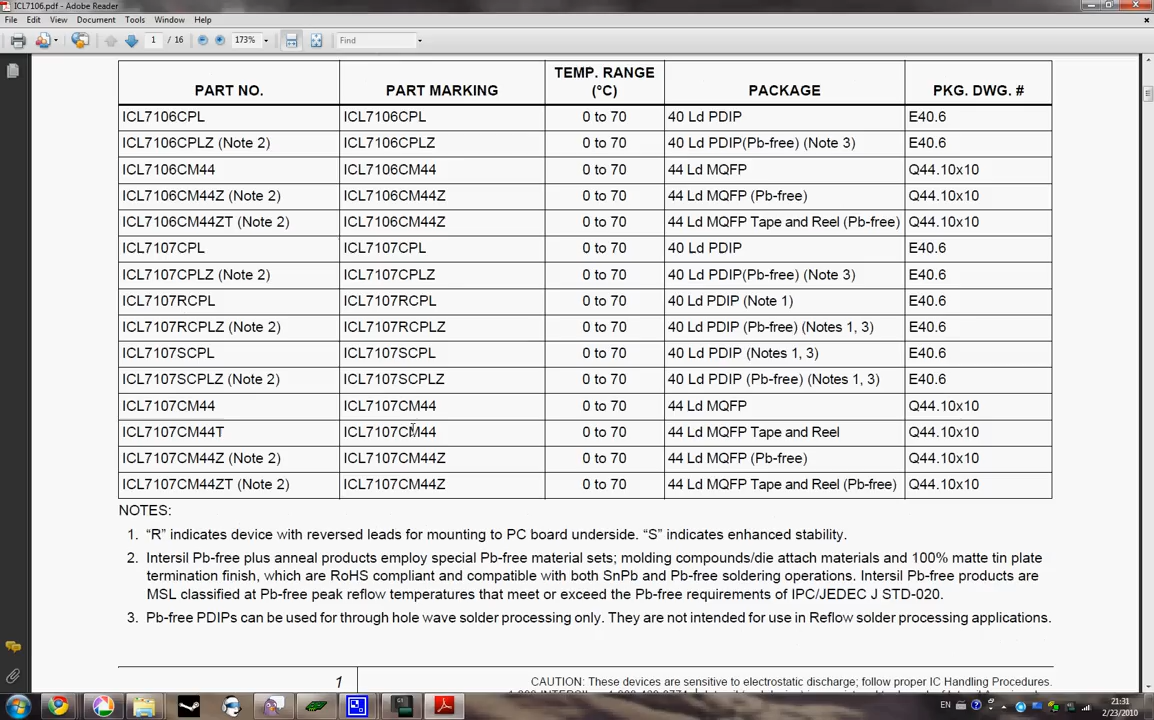 ICL7106.pdf - Adobe Reader
File Edit View Document Tools Window Help
1 / 16 173% Find
PART NO. PART MARKING TEMP. RANGE (°C) PACKAGE PKG. DWG. #
ICL7106CPL ICL7106CPL 0 to 70 40 Ld PDIP E40.6
ICL7106CPLZ (Note 2) ICL7106CPLZ 0 to 70 40 Ld PDIP(Pb-free) (Note 3) E40.6
ICL7106CM44 ICL7106CM44 0 to 70 44 Ld MQFP Q44.10x10
ICL7106CM44Z (Note 2) ICL7106CM44Z 0 to 70 44 Ld MQFP (Pb-free) Q44.10x10
ICL7106CM44ZT (Note 2) ICL7106CM44Z 0 to 70 44 Ld MQFP Tape and Reel (Pb-free) Q44.10x10
ICL7107CPL ICL7107CPL 0 to 70 40 Ld PDIP E40.6
ICL7107CPLZ (Note 2) ICL7107CPLZ 0 to 70 40 Ld PDIP(Pb-free) (Note 3) E40.6
ICL7107RCPL ICL7107RCPL 0 to 70 40 Ld PDIP (Note 1) E40.6
ICL7107RCPLZ (Note 2) ICL7107RCPLZ 0 to 70 40 Ld PDIP (Pb-free) (Notes 1, 3) E40.6
ICL7107SCPL ICL7107SCPL 0 to 70 40 Ld PDIP (Notes 1, 3) E40.6
ICL7107SCPLZ (Note 2) ICL7107SCPLZ 0 to 70 40 Ld PDIP (Pb-free) (Notes 1, 3) E40.6
ICL7107CM44 ICL7107CM44 0 to 70 44 Ld MQFP Q44.10x10
ICL7107CM44T ICL7107CM44 0 to 70 44 Ld MQFP Tape and Reel Q44.10x10
ICL7107CM44Z (Note 2) ICL7107CM44Z 0 to 70 44 Ld MQFP (Pb-free) Q44.10x10
ICL7107CM44ZT (Note 2) ICL7107CM44Z 0 to 70 44 Ld MQFP Tape and Reel (Pb-free) Q44.10x10
NOTES:
1. “R” indicates device with reversed leads for mounting to PC board underside. “S” indicates enhanced stability.
2. Intersil Pb-free plus anneal products employ special Pb-free material sets; molding compounds/die attach materials and 100% matte tin plate
termination finish, which are RoHS compliant and compatible with both SnPb and Pb-free soldering operations. Intersil Pb-free products are
MSL classified at Pb-free peak reflow temperatures that meet or exceed the Pb-free requirements of IPC/JEDEC J STD-020.
3. Pb-free PDIPs can be used for through hole wave solder processing only. They are not intended for use in Reflow solder processing applications.
1 CAUTION: These devices are sensitive to electrostatic discharge; follow proper IC Handling Procedures.
EN 21:31
2/23/2010